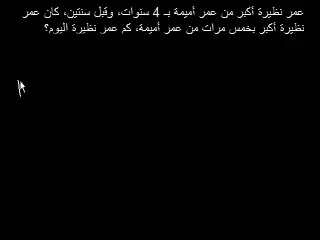 عمر نظيرة أكبر من عمر أميمة بـ 4 سنوات، وقبل سنتين، كان عمر
نظيرة أكبر بخمس مرات من عمر أميمة، كم عمر نظيرة اليوم؟